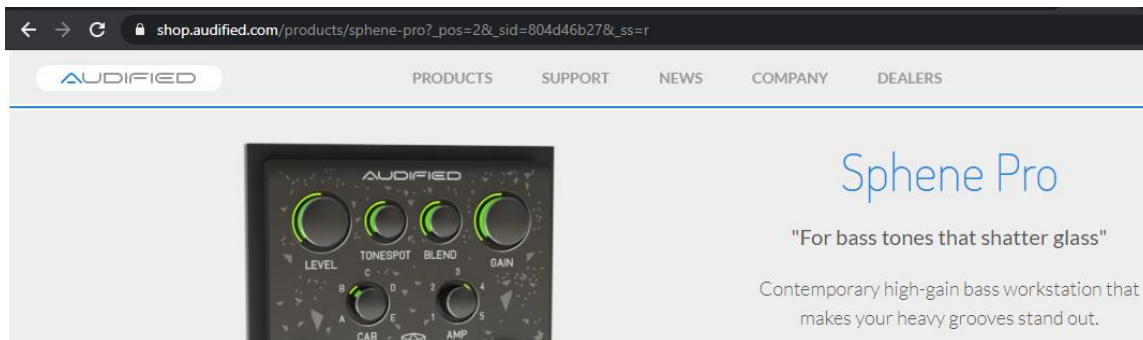 shop.audified.com/products/sphene-pro?_pos=2&_sid=804d46b27&_ss=r
AUDIFIED PRODUCTS SUPPORT NEWS COMPANY DEALERS
Sphene Pro
"For bass tones that shatter glass"
Contemporary high-gain bass workstation that
makes your heavy grooves stand out.
AUDIFIED
LEVEL TONESPOT BLEND GAIN
A B C D E
1 2 3 4 5
CAB AMP